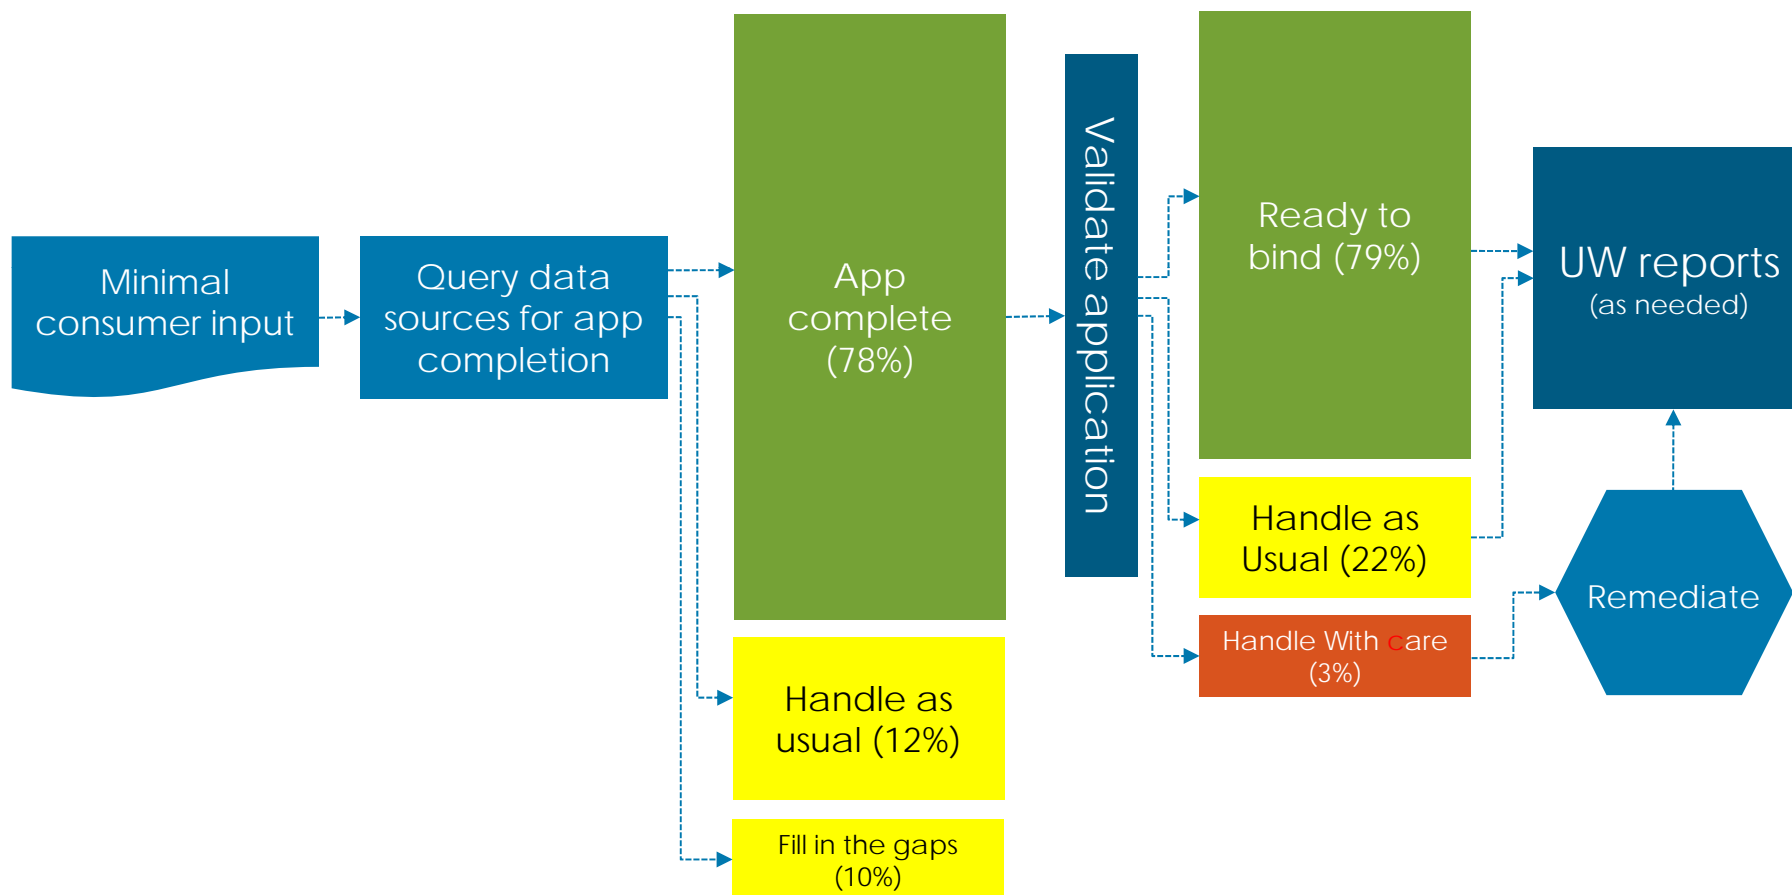 Minimal
consumer input
Query data
sources for app
completion
App
complete
(78%)
Handle as
usual (12%)
Fill in the gaps
(10%)
Validate application
Ready to
bind (79%)
Handle as
Usual (22%)
Handle With care
(3%)
UW reports
(as needed)
Remediate